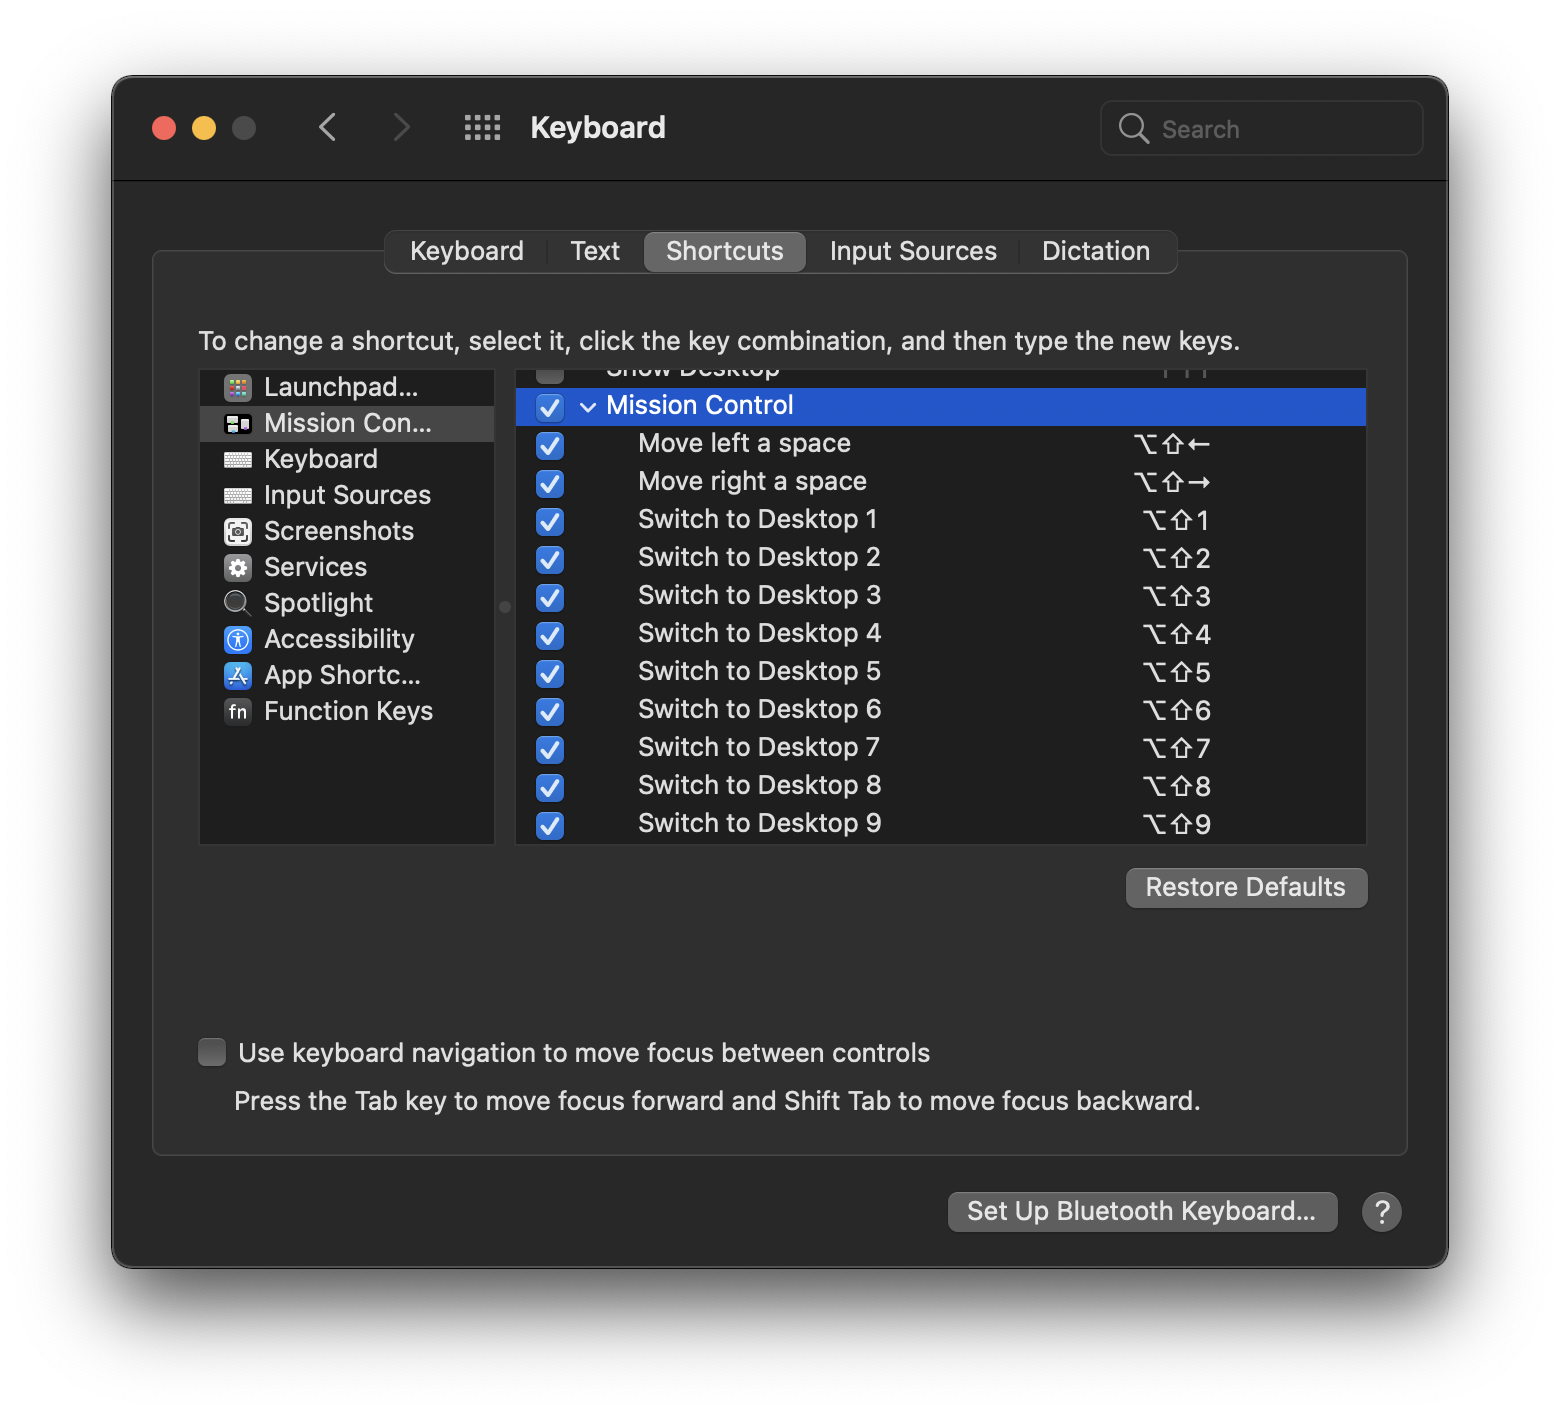 Keyboard
Search
Keyboard Text Shortcuts Input Sources Dictation
To change a shortcut, select it, click the key combination, and then type the new keys.
Launchpad...
Mission Con...
Keyboard
Input Sources
Screenshots
Services
Spotlight
Accessibility
App Shortc...
fn Function Keys
Show Desktop
Mission Control
Move left a space ⌥⇧←
Move right a space ⌥⇧→
Switch to Desktop 1 ⌥⇧1
Switch to Desktop 2 ⌥⇧2
Switch to Desktop 3 ⌥⇧3
Switch to Desktop 4 ⌥⇧4
Switch to Desktop 5 ⌥⇧5
Switch to Desktop 6 ⌥⇧6
Switch to Desktop 7 ⌥⇧7
Switch to Desktop 8 ⌥⇧8
Switch to Desktop 9 ⌥⇧9
Restore Defaults
Use keyboard navigation to move focus between controls
Press the Tab key to move focus forward and Shift Tab to move focus backward.
Set Up Bluetooth Keyboard... ?